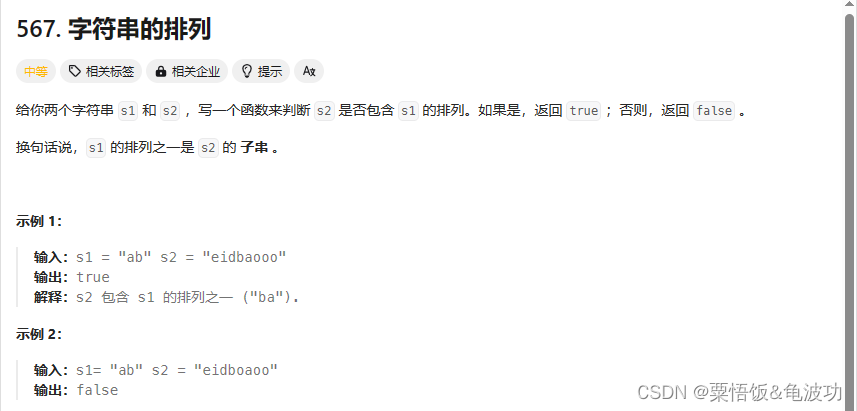 567. 字符串的排列
中等 相关标签 相关企业 提示 Aあ
给你两个字符串 s1 和 s2 ，写一个函数来判断 s2 是否包含 s1 的排列。如果是，返回 true ；否则，返回 false 。
换句话说，s1 的排列之一是 s2 的 子串 。
示例 1：
输入：s1 = "ab" s2 = "eidbaooo"
输出：true
解释：s2 包含 s1 的排列之一 ("ba").
示例 2：
输入：s1= "ab" s2 = "eidboaoo"
输出：false
CSDN @粟悟饭&龟波功